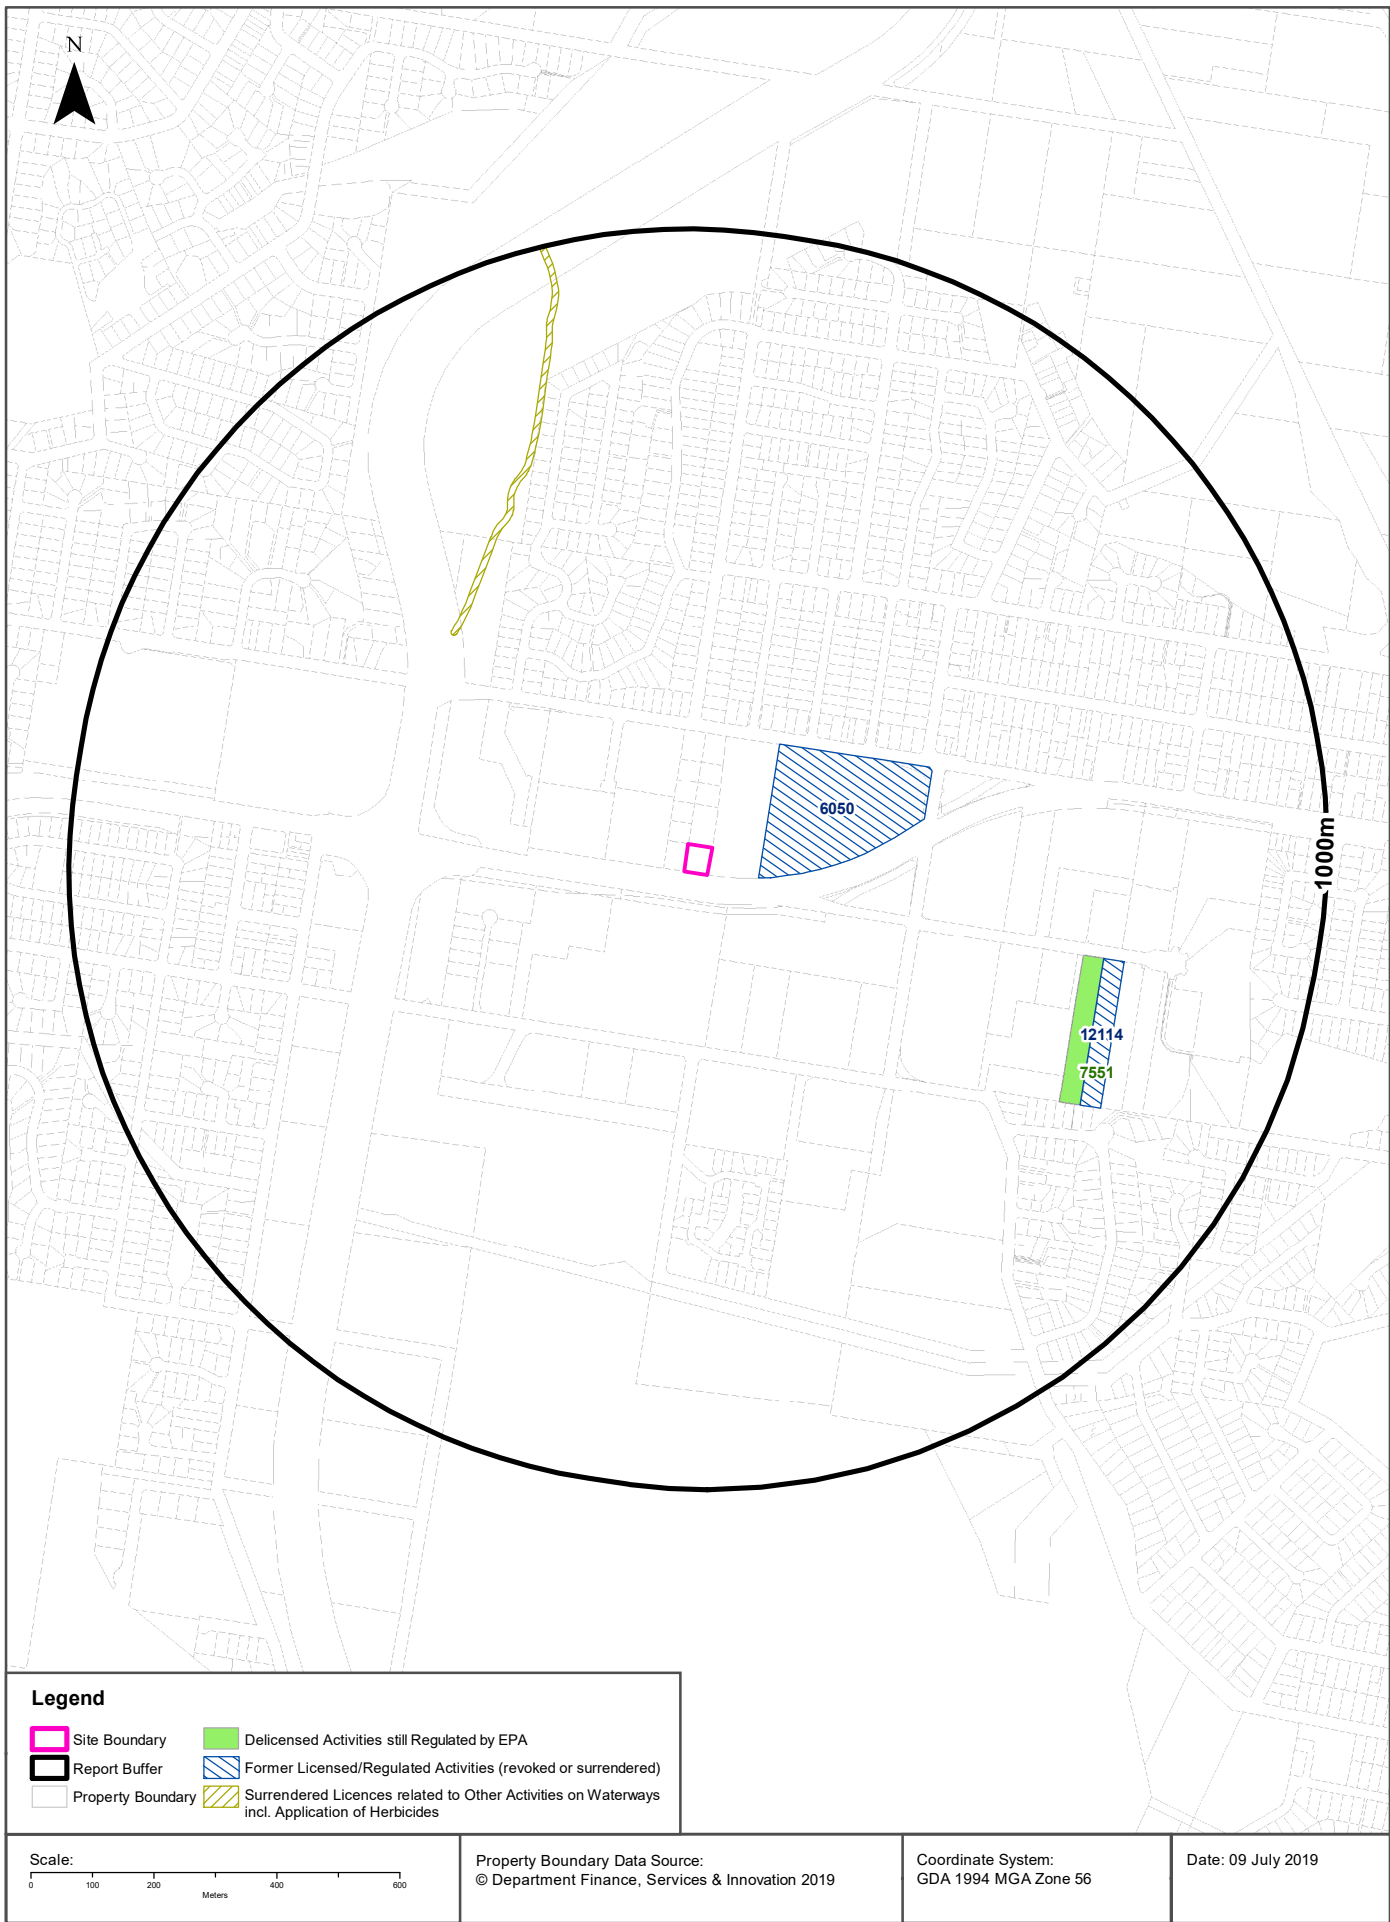 N
6050
1000m
12114
7551
Legend
Site Boundary
Report Buffer
Property Boundary
Delicensed Activities still Regulated by EPA
Former Licensed/Regulated Activities (revoked or surrendered)
Surrendered Licences related to Other Activities on Waterways
incl. Application of Herbicides
Scale:
0 100 200 400 600
Meters
Property Boundary Data Source:
© Department Finance, Services & Innovation 2019
Coordinate System:
GDA 1994 MGA Zone 56
Date: 09 July 2019